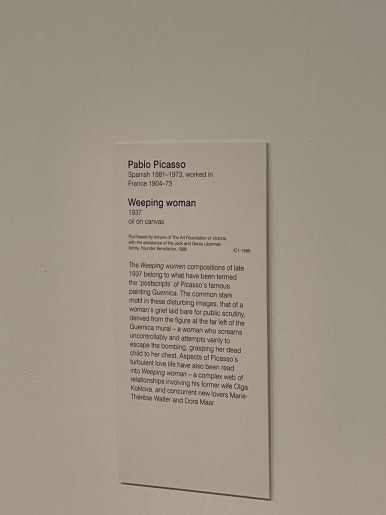 Pablo Picasso
Spanish 1881–1973, worked in
France 1904–73
Weeping woman
1937
oil on canvas
Purchased by donors of The Art Foundation of Victoria
with the assistance of the Jack and Genia Liberman
family, Founder Benefactor, 1986
IC1-1986
The Weeping women compositions of late
1937 belong to what have been termed
the 'postscripts' of Picasso's famous
painting Guernica. The common stark
motif in these disturbing images, that of a
woman's grief laid bare for public scrutiny,
derived from the figure at the far left of the
Guernica mural – a woman who screams
uncontrollably and attempts vainly to
escape the bombing, grasping her dead
child to her chest. Aspects of Picasso's
turbulent love life have also been read
into Weeping woman – a complex web of
relationships involving his former wife Olga
Koklova, and concurrent new lovers Marie-
Thérèse Walter and Dora Maar.